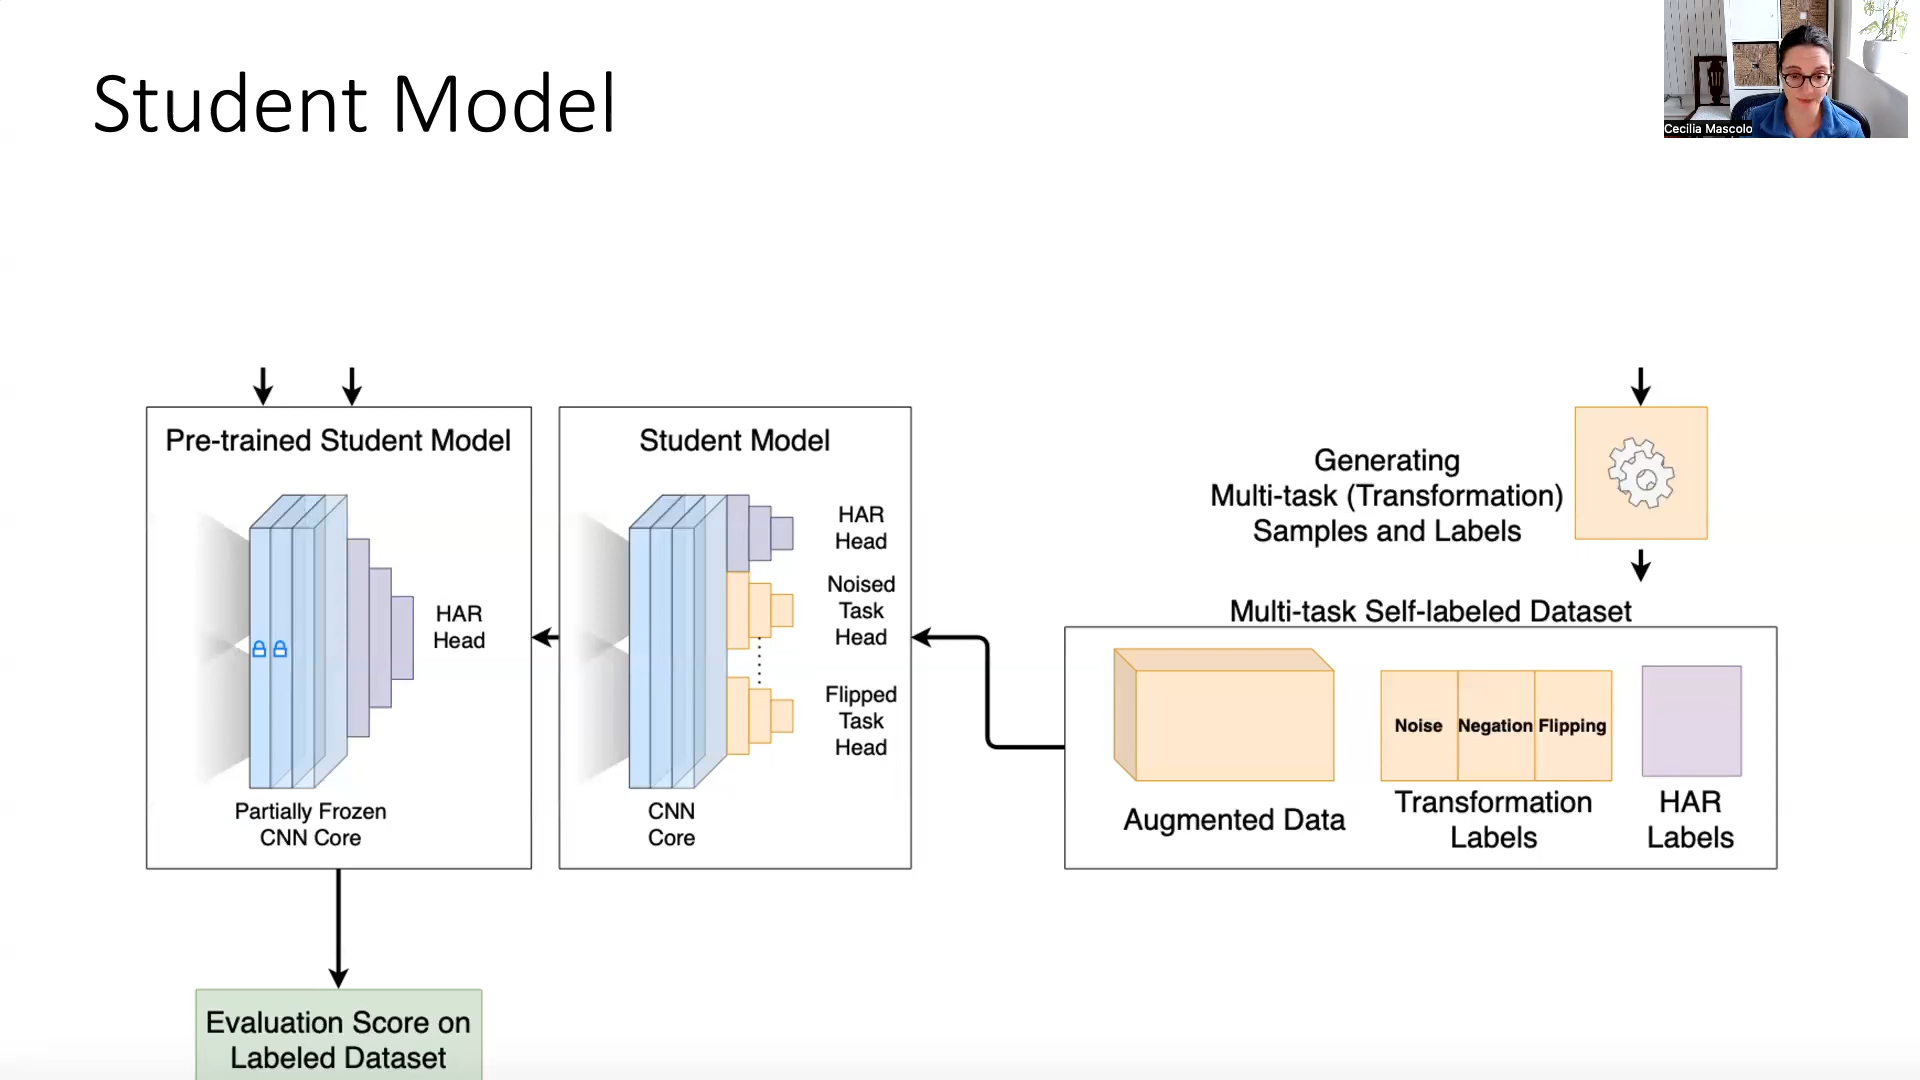 Student Model
Cecilia Mascolo
Pre-trained Student Model
HAR
Head
Partially Frozen
CNN Core
Student Model
HAR
Head
Noised
Task
Head
Flipped
Task
Head
CNN
Core
Generating
Multi-task (Transformation)
Samples and Labels
Multi-task Self-labeled Dataset
Augmented Data
Noise
Negation
Flipping
Transformation
Labels
HAR
Labels
Evaluation Score on
Labeled Dataset